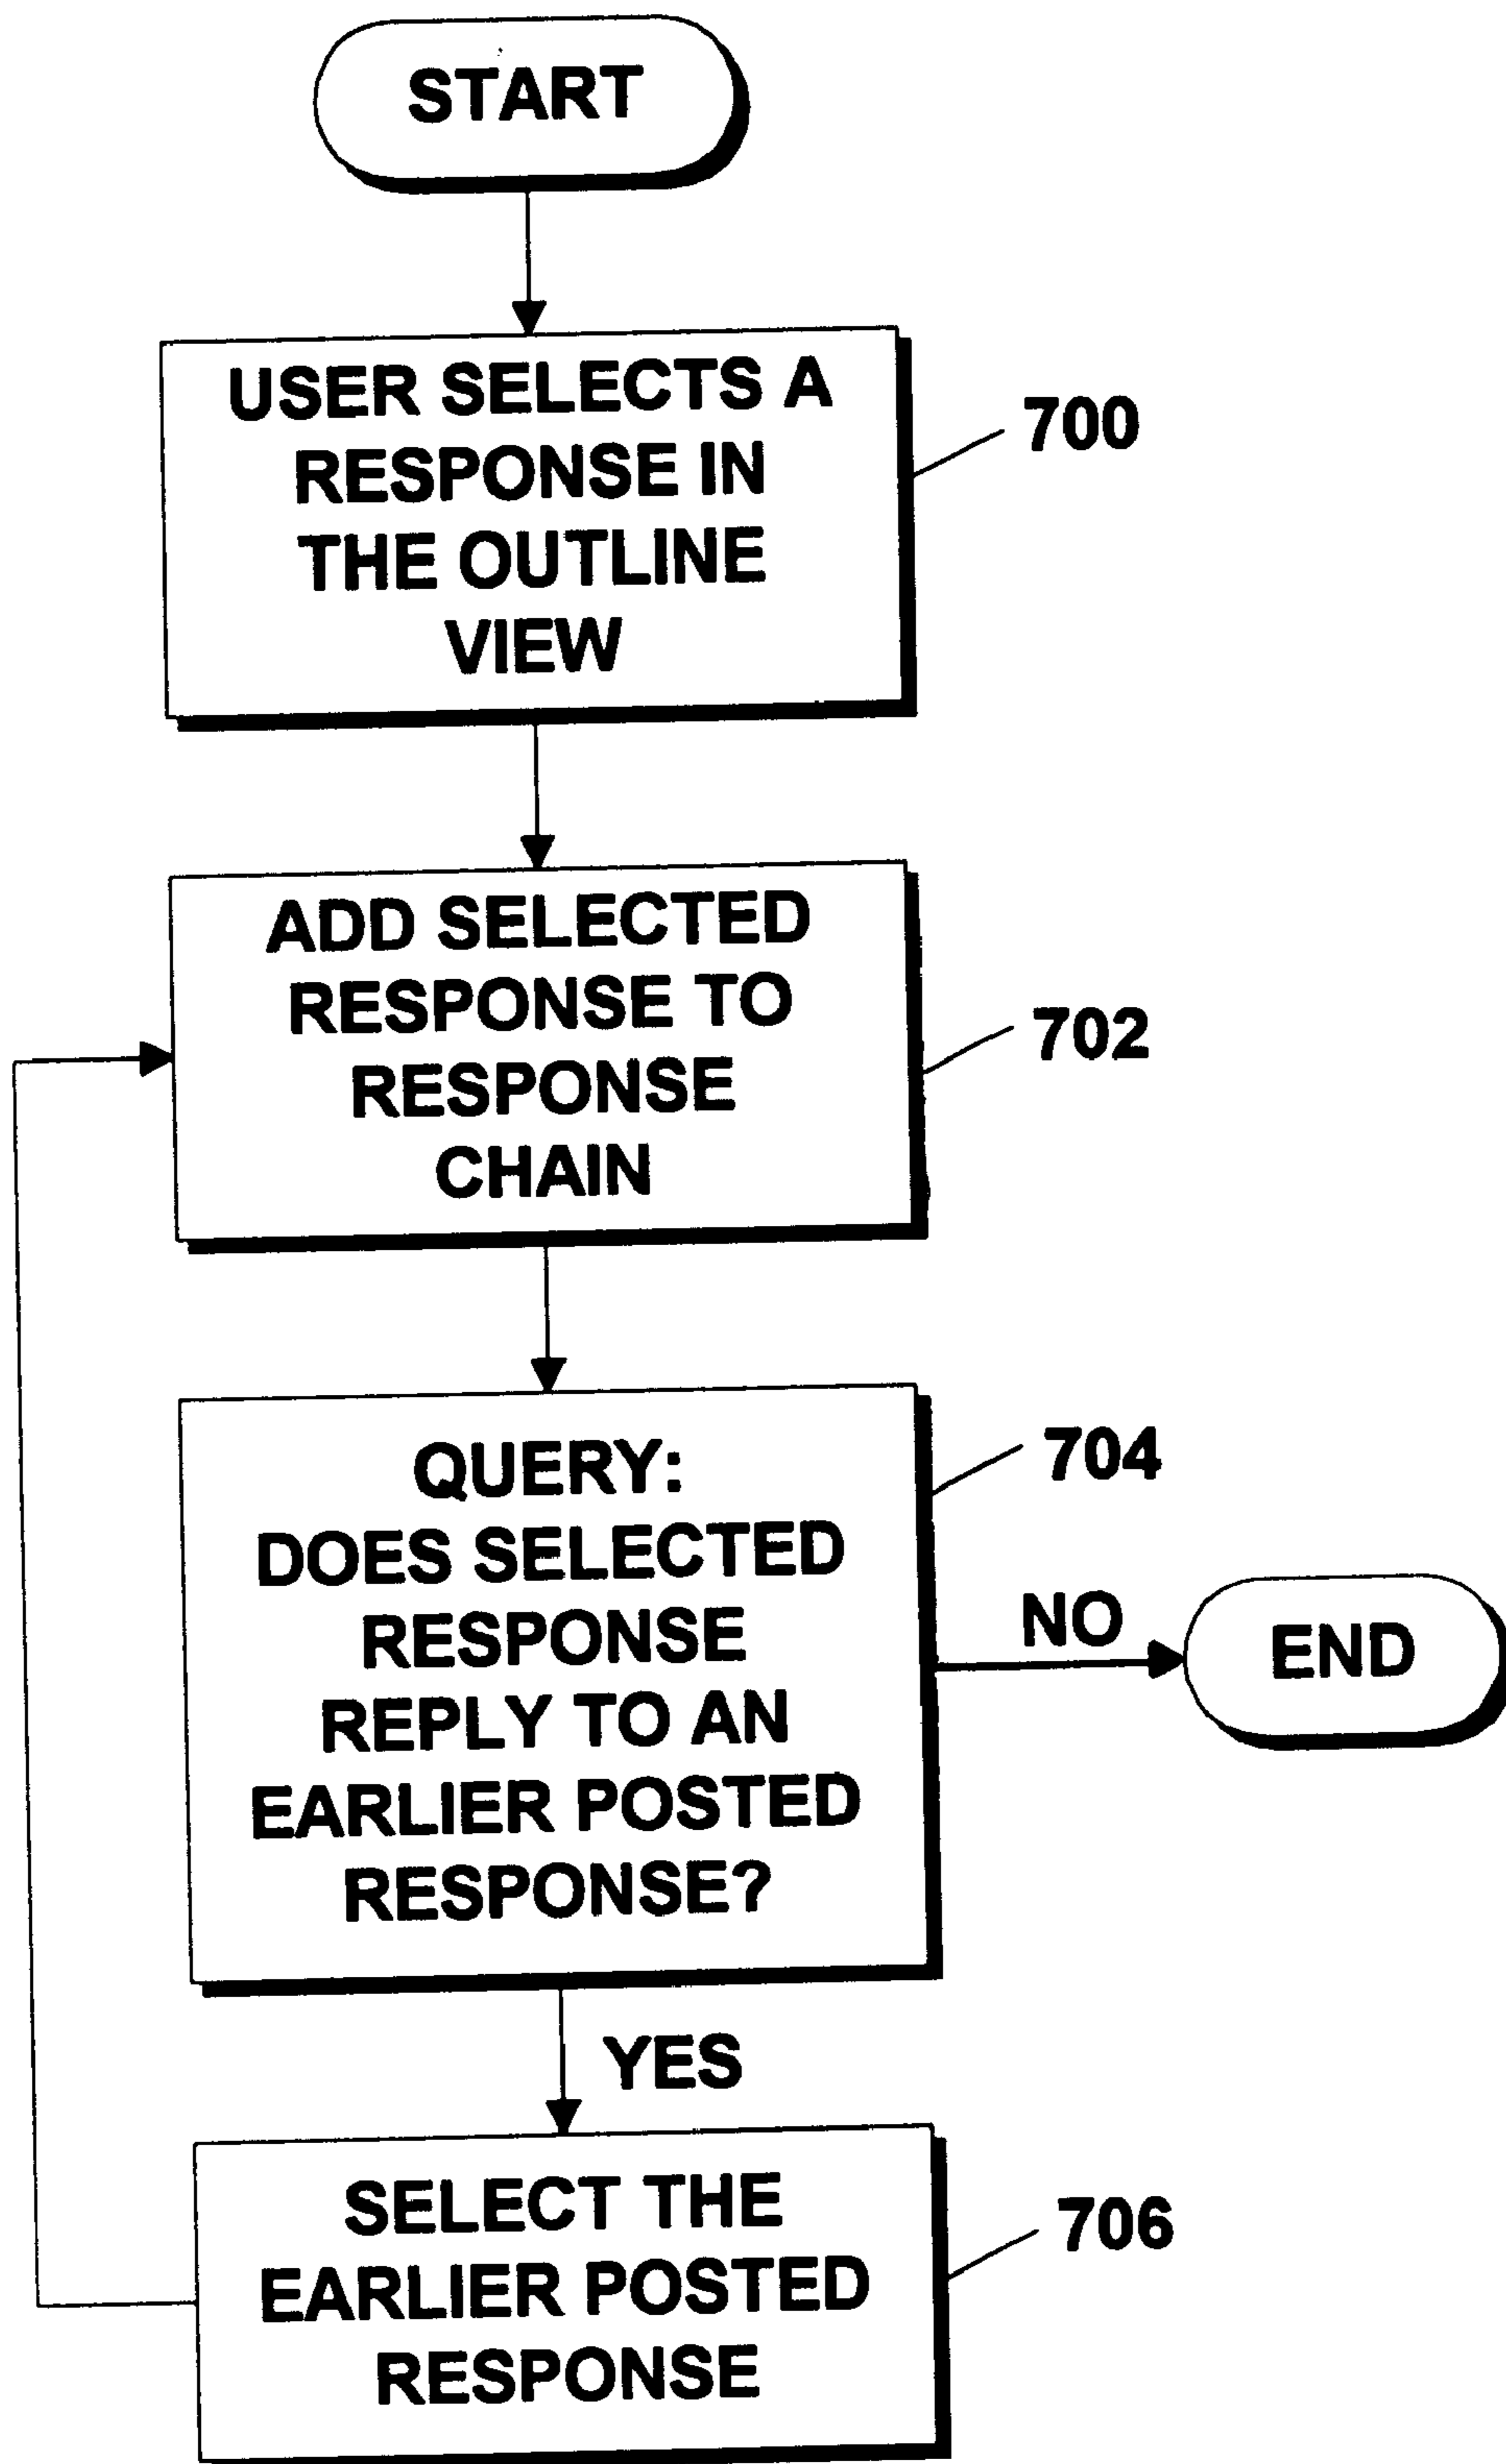 START
USER SELECTS A
RESPONSE IN
THE OUTLINE
VIEW
700
ADD SELECTED
RESPONSE TO
RESPONSE
CHAIN
702
QUERY:
DOES SELECTED
RESPONSE
REPLY TO AN
EARLIER POSTED
RESPONSE?
704
NO
END
YES
SELECT THE
EARLIER POSTED
RESPONSE
706